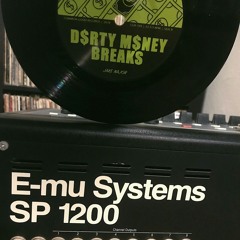 D$RTY M$NEY
BREAKS
E-mu Systems
SP 1200
Channel Outputs